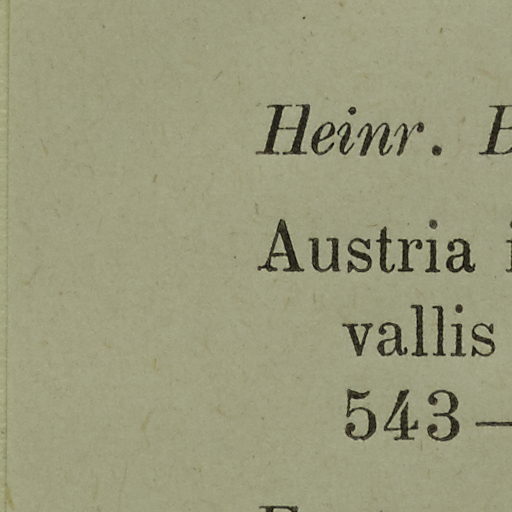 Heinr.
Austria
vallis
543—